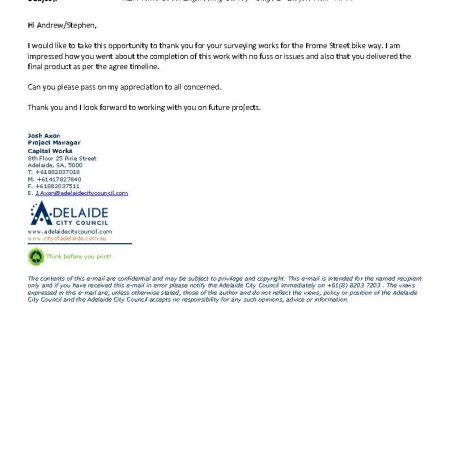 Hi Andrew/Stephen,
I would like to take this opportunity to thank you for your surveying works for the Frome Street bike way. I am
impressed how you went about the completion of this work with no fuss or issues and also that you delivered the
final product as per the agree timeline.
Can you please pass on my appreciation to all concerned.
Thank you and I look forward to working with you on future projects.
Josh Axon
Project Manager
Capital Works
8th Floor 25 Pirie Street
Adelaide, SA, 5000
T. +61882037018
M. +61417827840
F. +61882037511
E. J.Axon@adelaidecitycouncil.com
ADELAIDE
CITY COUNCIL
www.adelaidecitycouncil.com
www.cityofadelaide.com.au
Think before you print!
The contents of this e-mail are confidential and may be subject to privilege and copyright. This e-mail is intended for the named recipient
only and if you have received this e-mail in error please notify the Adelaide City Council immediately on +61(8) 8203 7203 . The views
expressed in this e-mail are, unless otherwise stated, those of the author and do not reflect the views, policy or position of the Adelaide
City Council and the Adelaide City Council accepts no responsibility for any such opinions, advice or information.